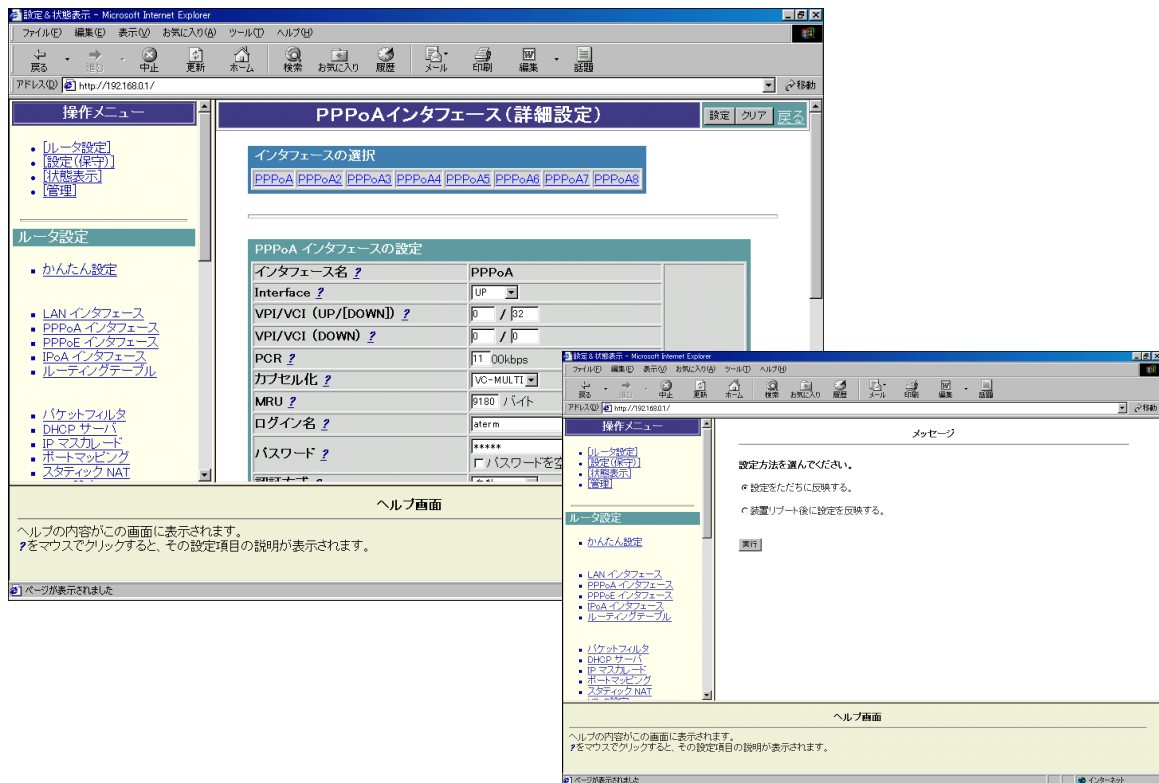 設定&状態表示 - Microsoft Internet Explorer
ファイル(F) 編集(E) 表示(V) お気に入り(A) ツール(T) ヘルプ(H)
戻る 進む 中止 更新 ホーム 検索 お気に入り 履歴 メール 印刷 編集 話題
アドレス(D) http://192.168.0.1/ 移動
操作メニュー
[ルータ設定]
[設定(保守)]
[状態表示]
[管理]
ルータ設定
かんたん設定
LAN インタフェース
PPPoA インタフェース
PPPoE インタフェース
IPoA インタフェース
ルーティングテーブル
パケットフィルタ
DHCP サーバ
IP マスカレード
ポートマッピング
スタティック NAT
PPPoAインタフェース(詳細設定) 設定 クリア 戻る
インタフェースの選択
PPPoA PPPoA2 PPPoA3 PPPoA4 PPPoA5 PPPoA6 PPPoA7 PPPoA8
PPPoA インタフェースの設定
インタフェース名 ? PPPoA
Interface ? UP
VPI/VCI (UP/[DOWN]) ? 0 / 32
VPI/VCI (DOWN) ? 0 / 0
PCR ? 11 00kbps
カプセル化 ? VC-MULTI
MRU ? 9180 バイト
ログイン名 ? aterm
パスワード ? *****
パスワードを空
ヘルプ画面
ヘルプの内容がこの画面に表示されます。
?をマウスでクリックすると、その設定項目の説明が表示されます。
ページが表示されました
設定&状態表示 - Microsoft Internet Explorer
ファイル(F) 編集(E) 表示(V) お気に入り(A) ツール(T) ヘルプ(H)
戻る 進む 中止 更新 ホーム 検索 お気に入り 履歴 メール 印刷 編集 話題
アドレス(D) http://192.168.0.1/ 移動
操作メニュー
[ルータ設定]
[設定(保守)]
[状態表示]
[管理]
ルータ設定
かんたん設定
LAN インタフェース
PPPoA インタフェース
PPPoE インタフェース
IPoA インタフェース
ルーティングテーブル
パケットフィルタ
DHCP サーバ
IP マスカレード
ポートマッピング
スタティック NAT
メッセージ
設定方法を選んでください。
設定をただちに反映する。
装置リブート後に設定を反映する。
実行
ヘルプ画面
ヘルプの内容がこの画面に表示されます。
?をマウスでクリックすると、その設定項目の説明が表示されます。
ページが表示されました インターネット